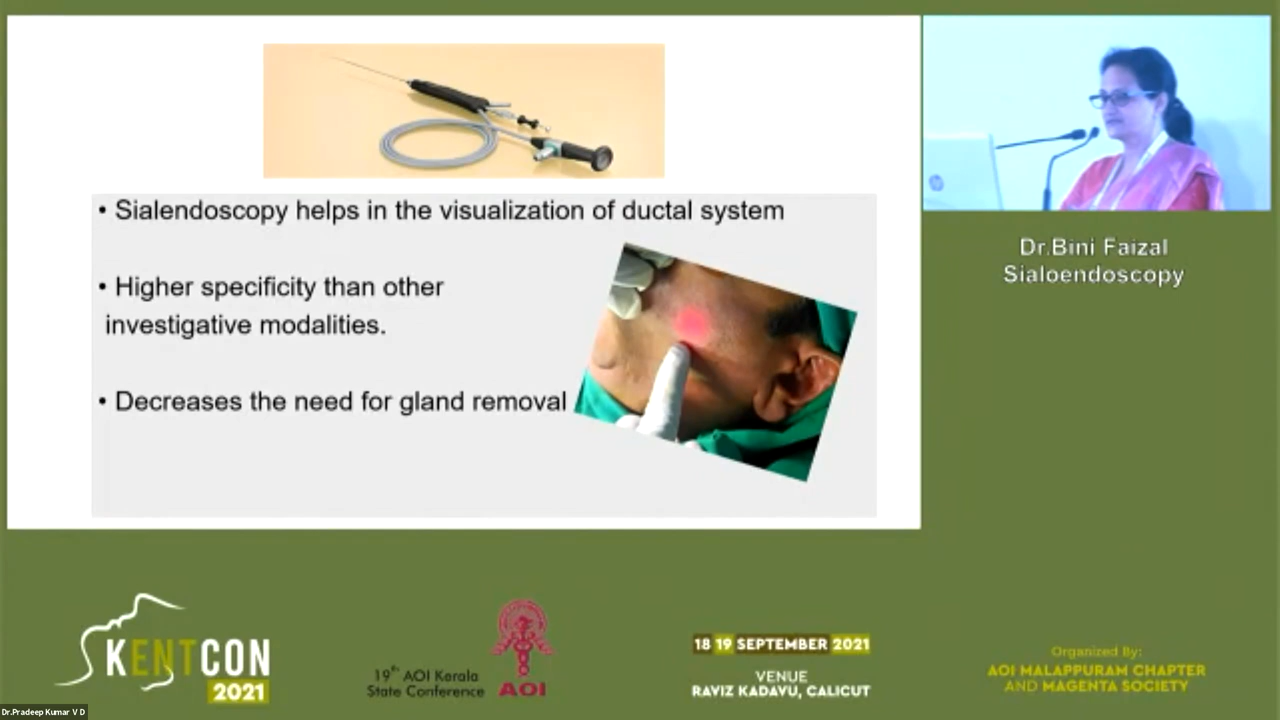 • Sialendoscopy helps in the visualization of ductal system
• Higher specificity than other
investigative modalities.
• Decreases the need for gland removal
hp
Dr.Bini Faizal
Sialoendoscopy
KENTCON
2021
19th AOI Kerala
State Conference
AOI
18 19 SEPTEMBER 2021
VENUE
RAVIZ KADAVU, CALICUT
Organized By:
AOI MALAPPURAM CHAPTER
AND MAGENTA SOCIETY
Dr.Pradeep Kumar V D